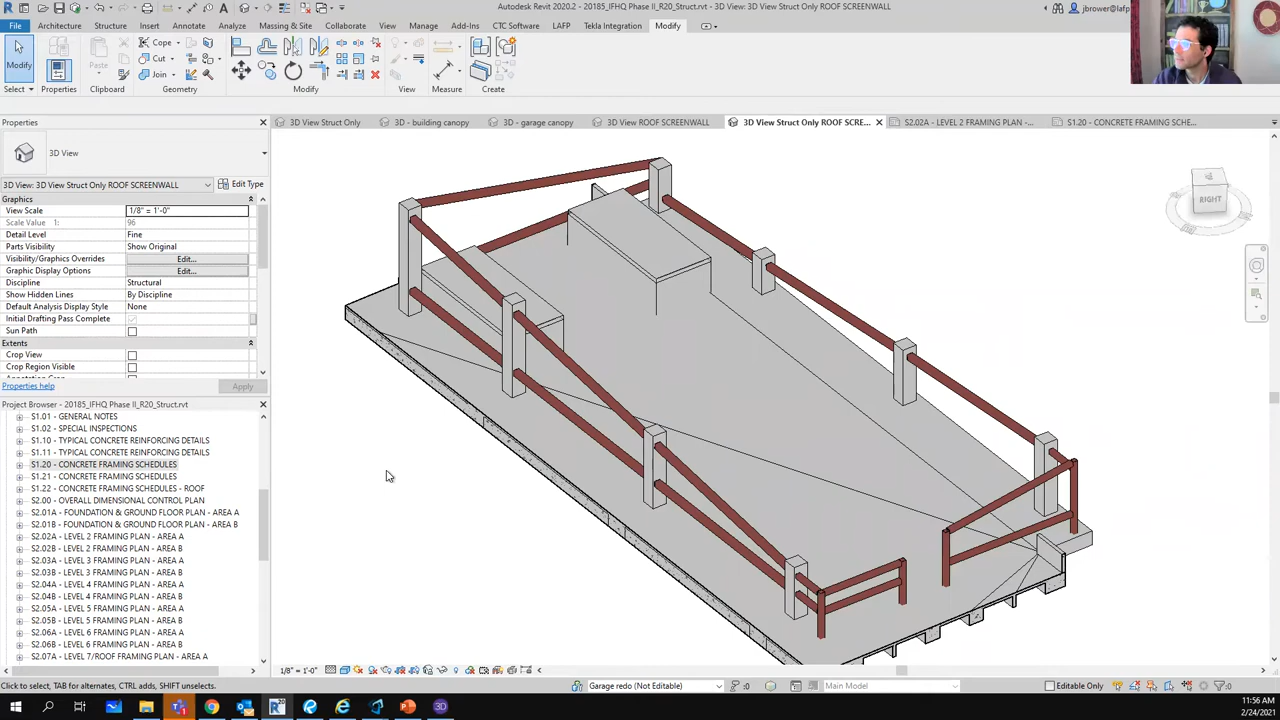 Autodesk Revit 2020.2 - 20185_IFHQ Phase II_R20_Struct.rvt - 3D View: 3D View Struct Only ROOF SCREENWALL
jbrower@lafp
File Architecture Structure Steel Precast Systems Insert Annotate Analyze Massing & Site Collaborate View Manage Add-Ins CTC Software LAFP Tekla Integration Modify
Modify
Paste
Cope
Cut
Join
Select Properties Clipboard Geometry Modify View Measure Create
Properties
3D View Struct Only 3D - building canopy 3D - garage canopy 3D View ROOF SCREENWALL 3D View Struct Only ROOF SCRE... S2.02A - LEVEL 2 FRAMING PLAN -... S1.20 - CONCRETE FRAMING SCHE...
3D View
3D View: 3D View Struct Only ROOF SCREENWALL Edit Type
Graphics
View Scale 1/8" = 1'-0"
Scale Value 1: 96
Detail Level Fine
Parts Visibility Show Original
Visibility/Graphics Overrides Edit...
Graphic Display Options Edit...
Discipline Structural
Show Hidden Lines By Discipline
Default Analysis Display Style None
Initial Drafting Pass Complete
Sun Path
Extents
Crop View
Crop Region Visible
Properties help Apply
RIGHT
Project Browser - 20185_IFHQ Phase II_R20_Struct.rvt
S1.01 - GENERAL NOTES
S1.02 - SPECIAL INSPECTIONS
S1.10 - TYPICAL CONCRETE REINFORCING DETAILS
S1.11 - TYPICAL CONCRETE REINFORCING DETAILS
S1.20 - CONCRETE FRAMING SCHEDULES
S1.21 - CONCRETE FRAMING SCHEDULES
S1.22 - CONCRETE FRAMING SCHEDULES - ROOF
S2.00 - OVERALL DIMENSIONAL CONTROL PLAN
S2.01A - FOUNDATION & GROUND FLOOR PLAN - AREA A
S2.01B - FOUNDATION & GROUND FLOOR PLAN - AREA B
S2.02A - LEVEL 2 FRAMING PLAN - AREA A
S2.02B - LEVEL 2 FRAMING PLAN - AREA B
S2.03A - LEVEL 3 FRAMING PLAN - AREA A
S2.03B - LEVEL 3 FRAMING PLAN - AREA B
S2.04A - LEVEL 4 FRAMING PLAN - AREA A
S2.04B - LEVEL 4 FRAMING PLAN - AREA B
S2.05A - LEVEL 5 FRAMING PLAN - AREA A
S2.05B - LEVEL 5 FRAMING PLAN - AREA B
S2.06A - LEVEL 6 FRAMING PLAN - AREA A
S2.06B - LEVEL 6 FRAMING PLAN - AREA B
S2.07A - LEVEL 7/ROOF FRAMING PLAN - AREA A
1/8" = 1'-0"
Click to select, TAB for alternates, CTRL adds, SHIFT unselects. Garage redo (Not Editable) :0 Main Model Editable Only :0
11:56 AM
2/24/2021